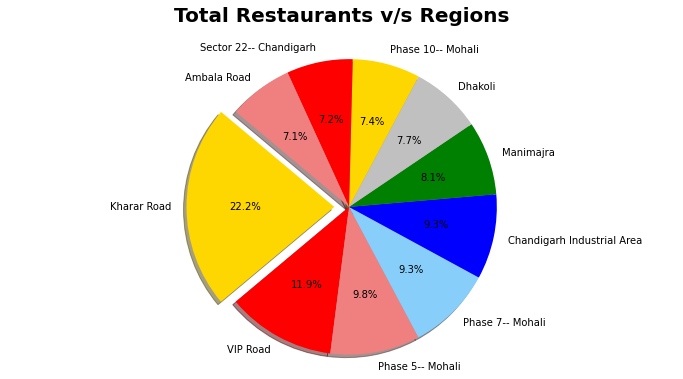 Total Restaurants v/s Regions
Sector 22-- Chandigarh
Phase 10-- Mohali
Ambala Road
Dhakoli
7.2%
7.4%
7.1%
7.7%
Manimajra
8.1%
Kharar Road
22.2%
9.3%
Chandigarh Industrial Area
9.3%
11.9%
9.8%
Phase 7-- Mohali
VIP Road
Phase 5-- Mohali